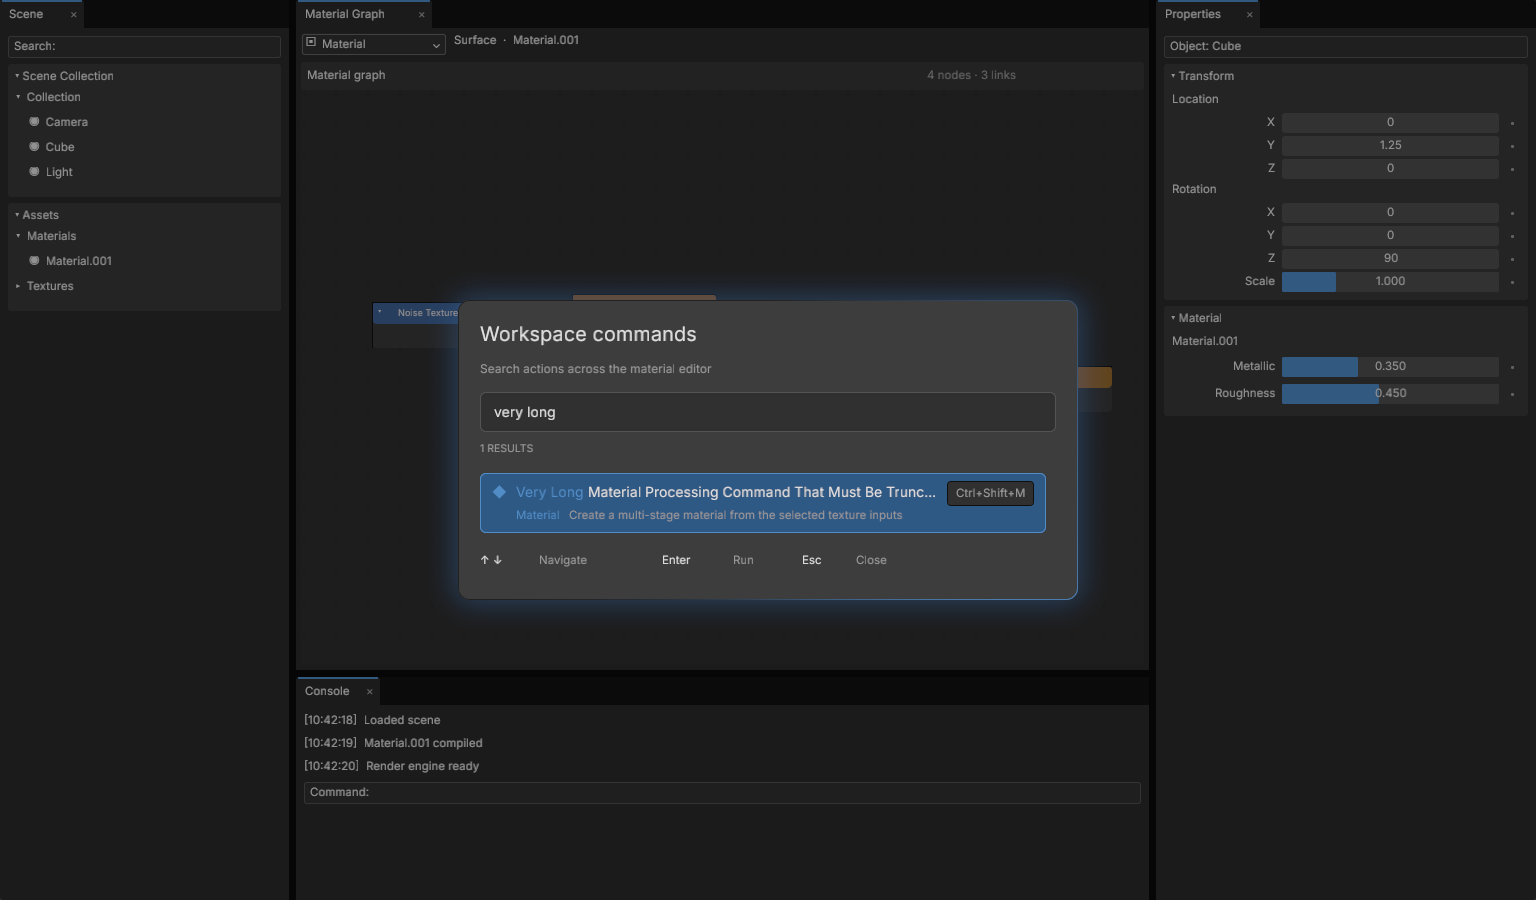 Scene ×
Search:
Scene Collection
Collection
Camera
Cube
Light
Assets
Materials
Material.001
Textures
Material Graph ×
Material
Surface · Material.001
Material graph
4 nodes · 3 links
Noise Texture
Workspace commands
Search actions across the material editor
very long
1 RESULTS
Very Long Material Processing Command That Must Be Trunc... Ctrl+Shift+M
Material Create a multi-stage material from the selected texture inputs
↑ ↓ Navigate Enter Run Esc Close
Console ×
[10:42:18] Loaded scene
[10:42:19] Material.001 compiled
[10:42:20] Render engine ready
Command:
Properties ×
Object: Cube
Transform
Location
X 0
Y 1.25
Z 0
Rotation
X 0
Y 0
Z 90
Scale 1.000
Material
Material.001
Metallic 0.350
Roughness 0.450